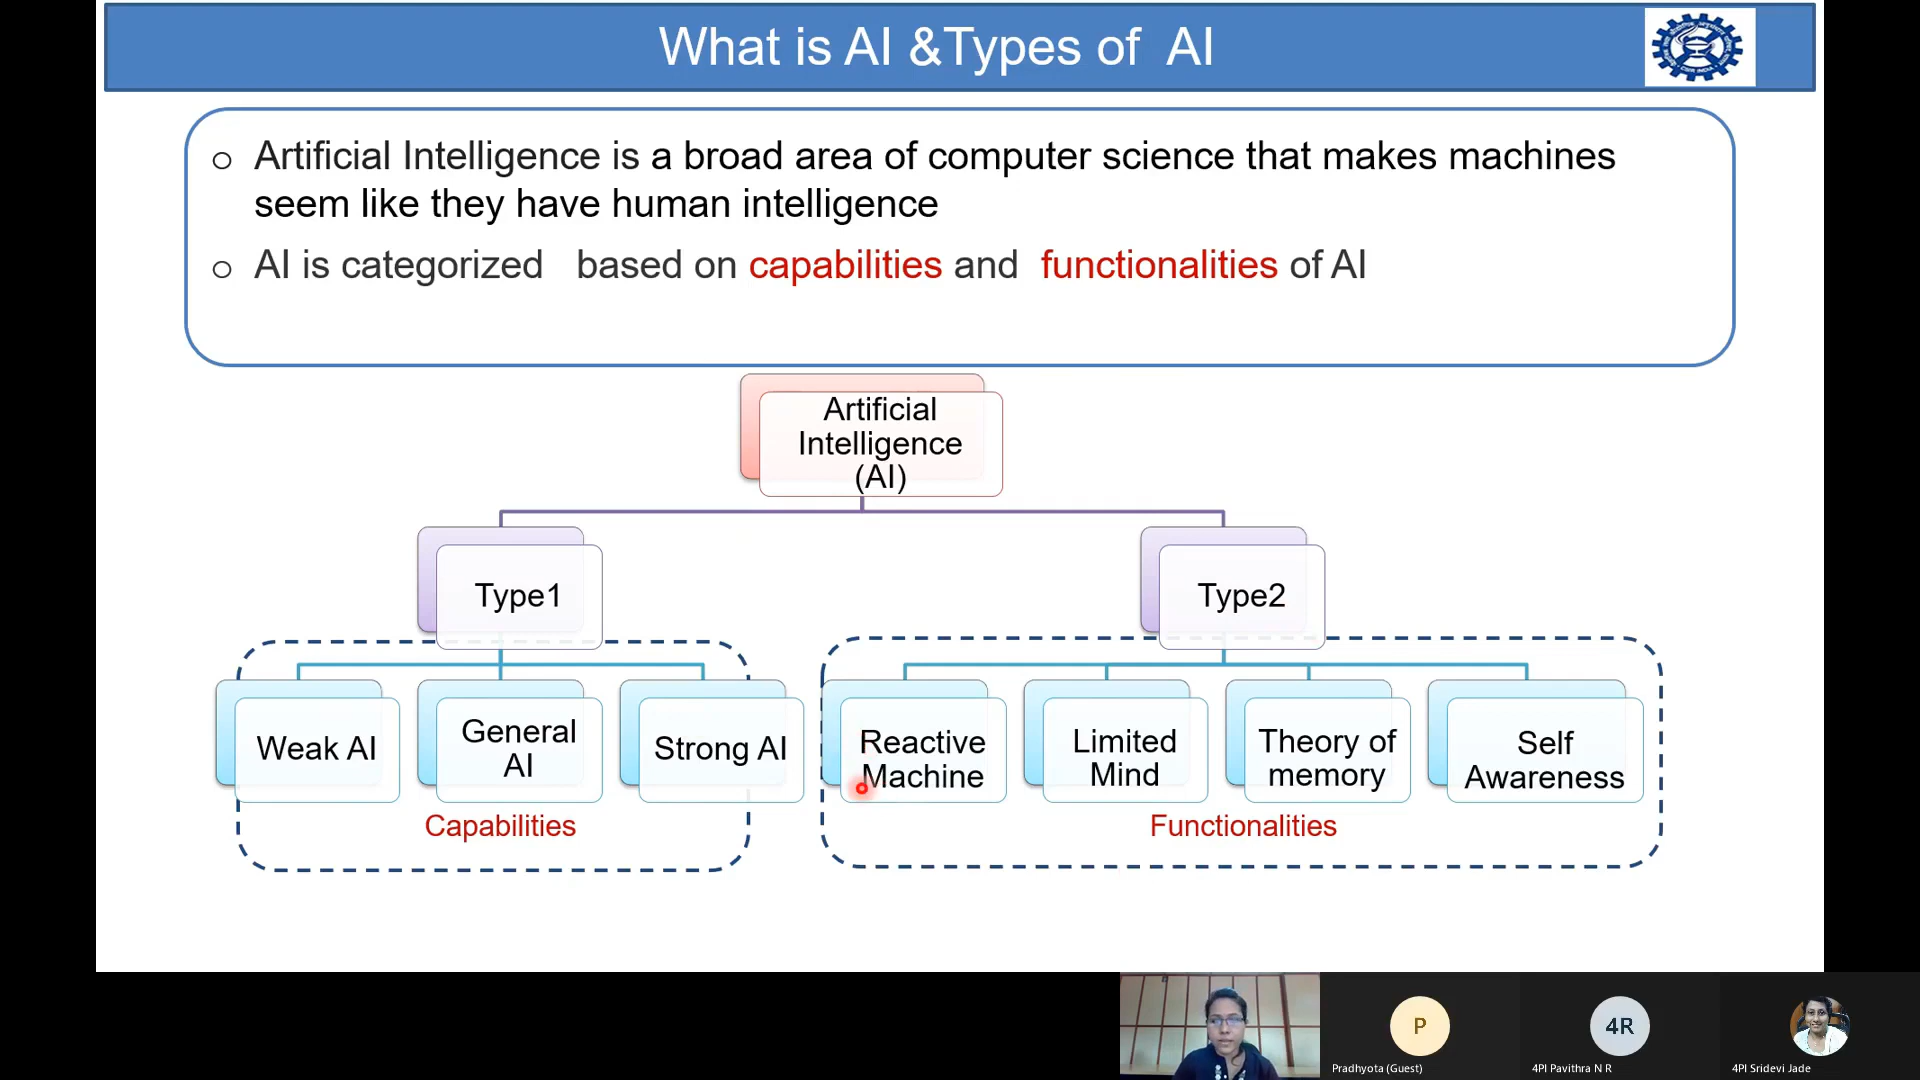 What is AI &Types of  AI
o Artificial Intelligence is a broad area of computer science that makes machines
seem like they have human intelligence
o AI is categorized   based on capabilities and  functionalities of AI
Artificial
Intelligence
(AI)
Type1
Type2
Weak AI
General
AI
Strong AI
Reactive
Machine
Limited
Mind
Theory of
memory
Self
Awareness
Capabilities
Functionalities
P
4R
Pradhyota (Guest)
4PI Pavithra N R
4PI Sridevi Jade